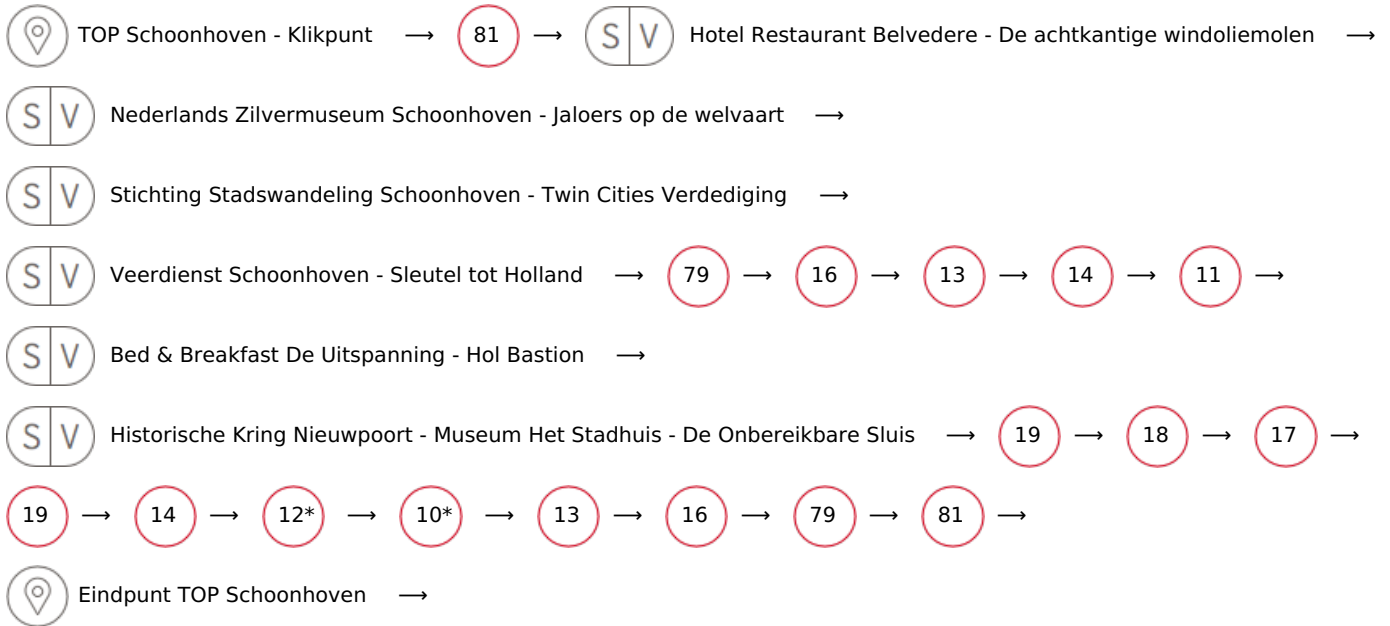 TOP Schoonhoven - Klikpunt → 81 → S V Hotel Restaurant Belvedere - De achtkantige windoliemolen →
S V Nederlands Zilvermuseum Schoonhoven - Jaloers op de welvaart →
S V Stichting Stadswandeling Schoonhoven - Twin Cities Verdediging →
S V Veerdienst Schoonhoven - Sleutel tot Holland → 79 → 16 → 13 → 14 → 11 →
S V Bed & Breakfast De Uitspanning - Hol Bastion →
S V Historische Kring Nieuwpoort - Museum Het Stadhuis - De Onbereikbare Sluis → 19 → 18 → 17 →
19 → 14 → 12* → 10* → 13 → 16 → 79 → 81 →
Eindpunt TOP Schoonhoven →